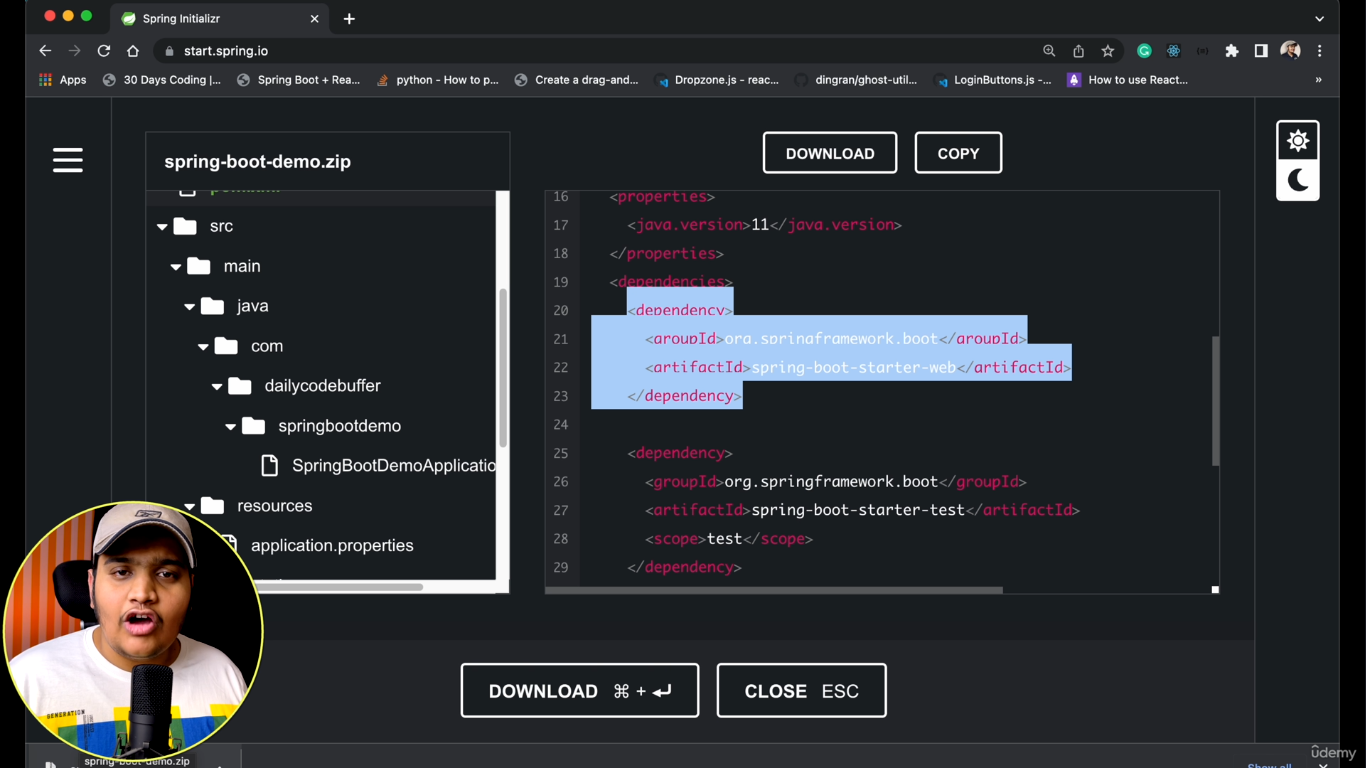 Spring Initializr
start.spring.io
Apps
30 Days Coding |...
Spring Boot + Rea...
python - How to p...
Create a drag-and...
Dropzone.js - reac...
dingran/ghost-util...
LoginButtons.js -...
How to use React...
»
spring-boot-demo.zip
DOWNLOAD
COPY
src
main
java
com
dailycodebuffer
springbootdemo
SpringBootDemoApplicatio
resources
application.properties
16 <properties>
17 <java.version>11</java.version>
18 </properties>
19 <dependencies>
20 <dependency>
21 <groupId>org.springframework.boot</groupId>
22 <artifactId>spring-boot-starter-web</artifactId>
23 </dependency>
24
25 <dependency>
26 <groupId>org.springframework.boot</groupId>
27 <artifactId>spring-boot-starter-test</artifactId>
28 <scope>test</scope>
29 </dependency>
DOWNLOAD ⌘ + ↵
CLOSE ESC
GENERATION
spring-boot-demo.zip
Show all
udemy